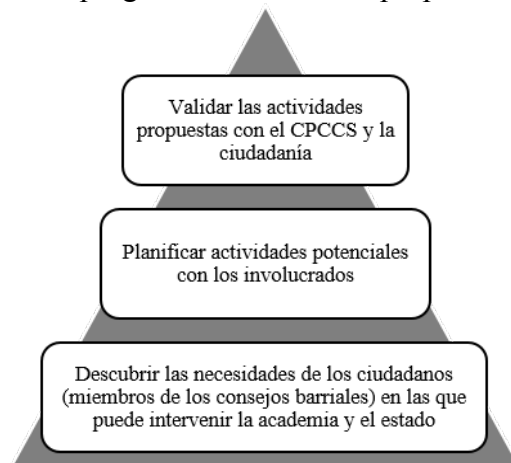 Validar las actividades
propuestas con el CPCCS y la
ciudadanía
Planificar actividades potenciales
con los involucrados
Descubrir las necesidades de los ciudadanos
(miembros de los consejos barriales) en las que
puede intervenir la academia y el estado